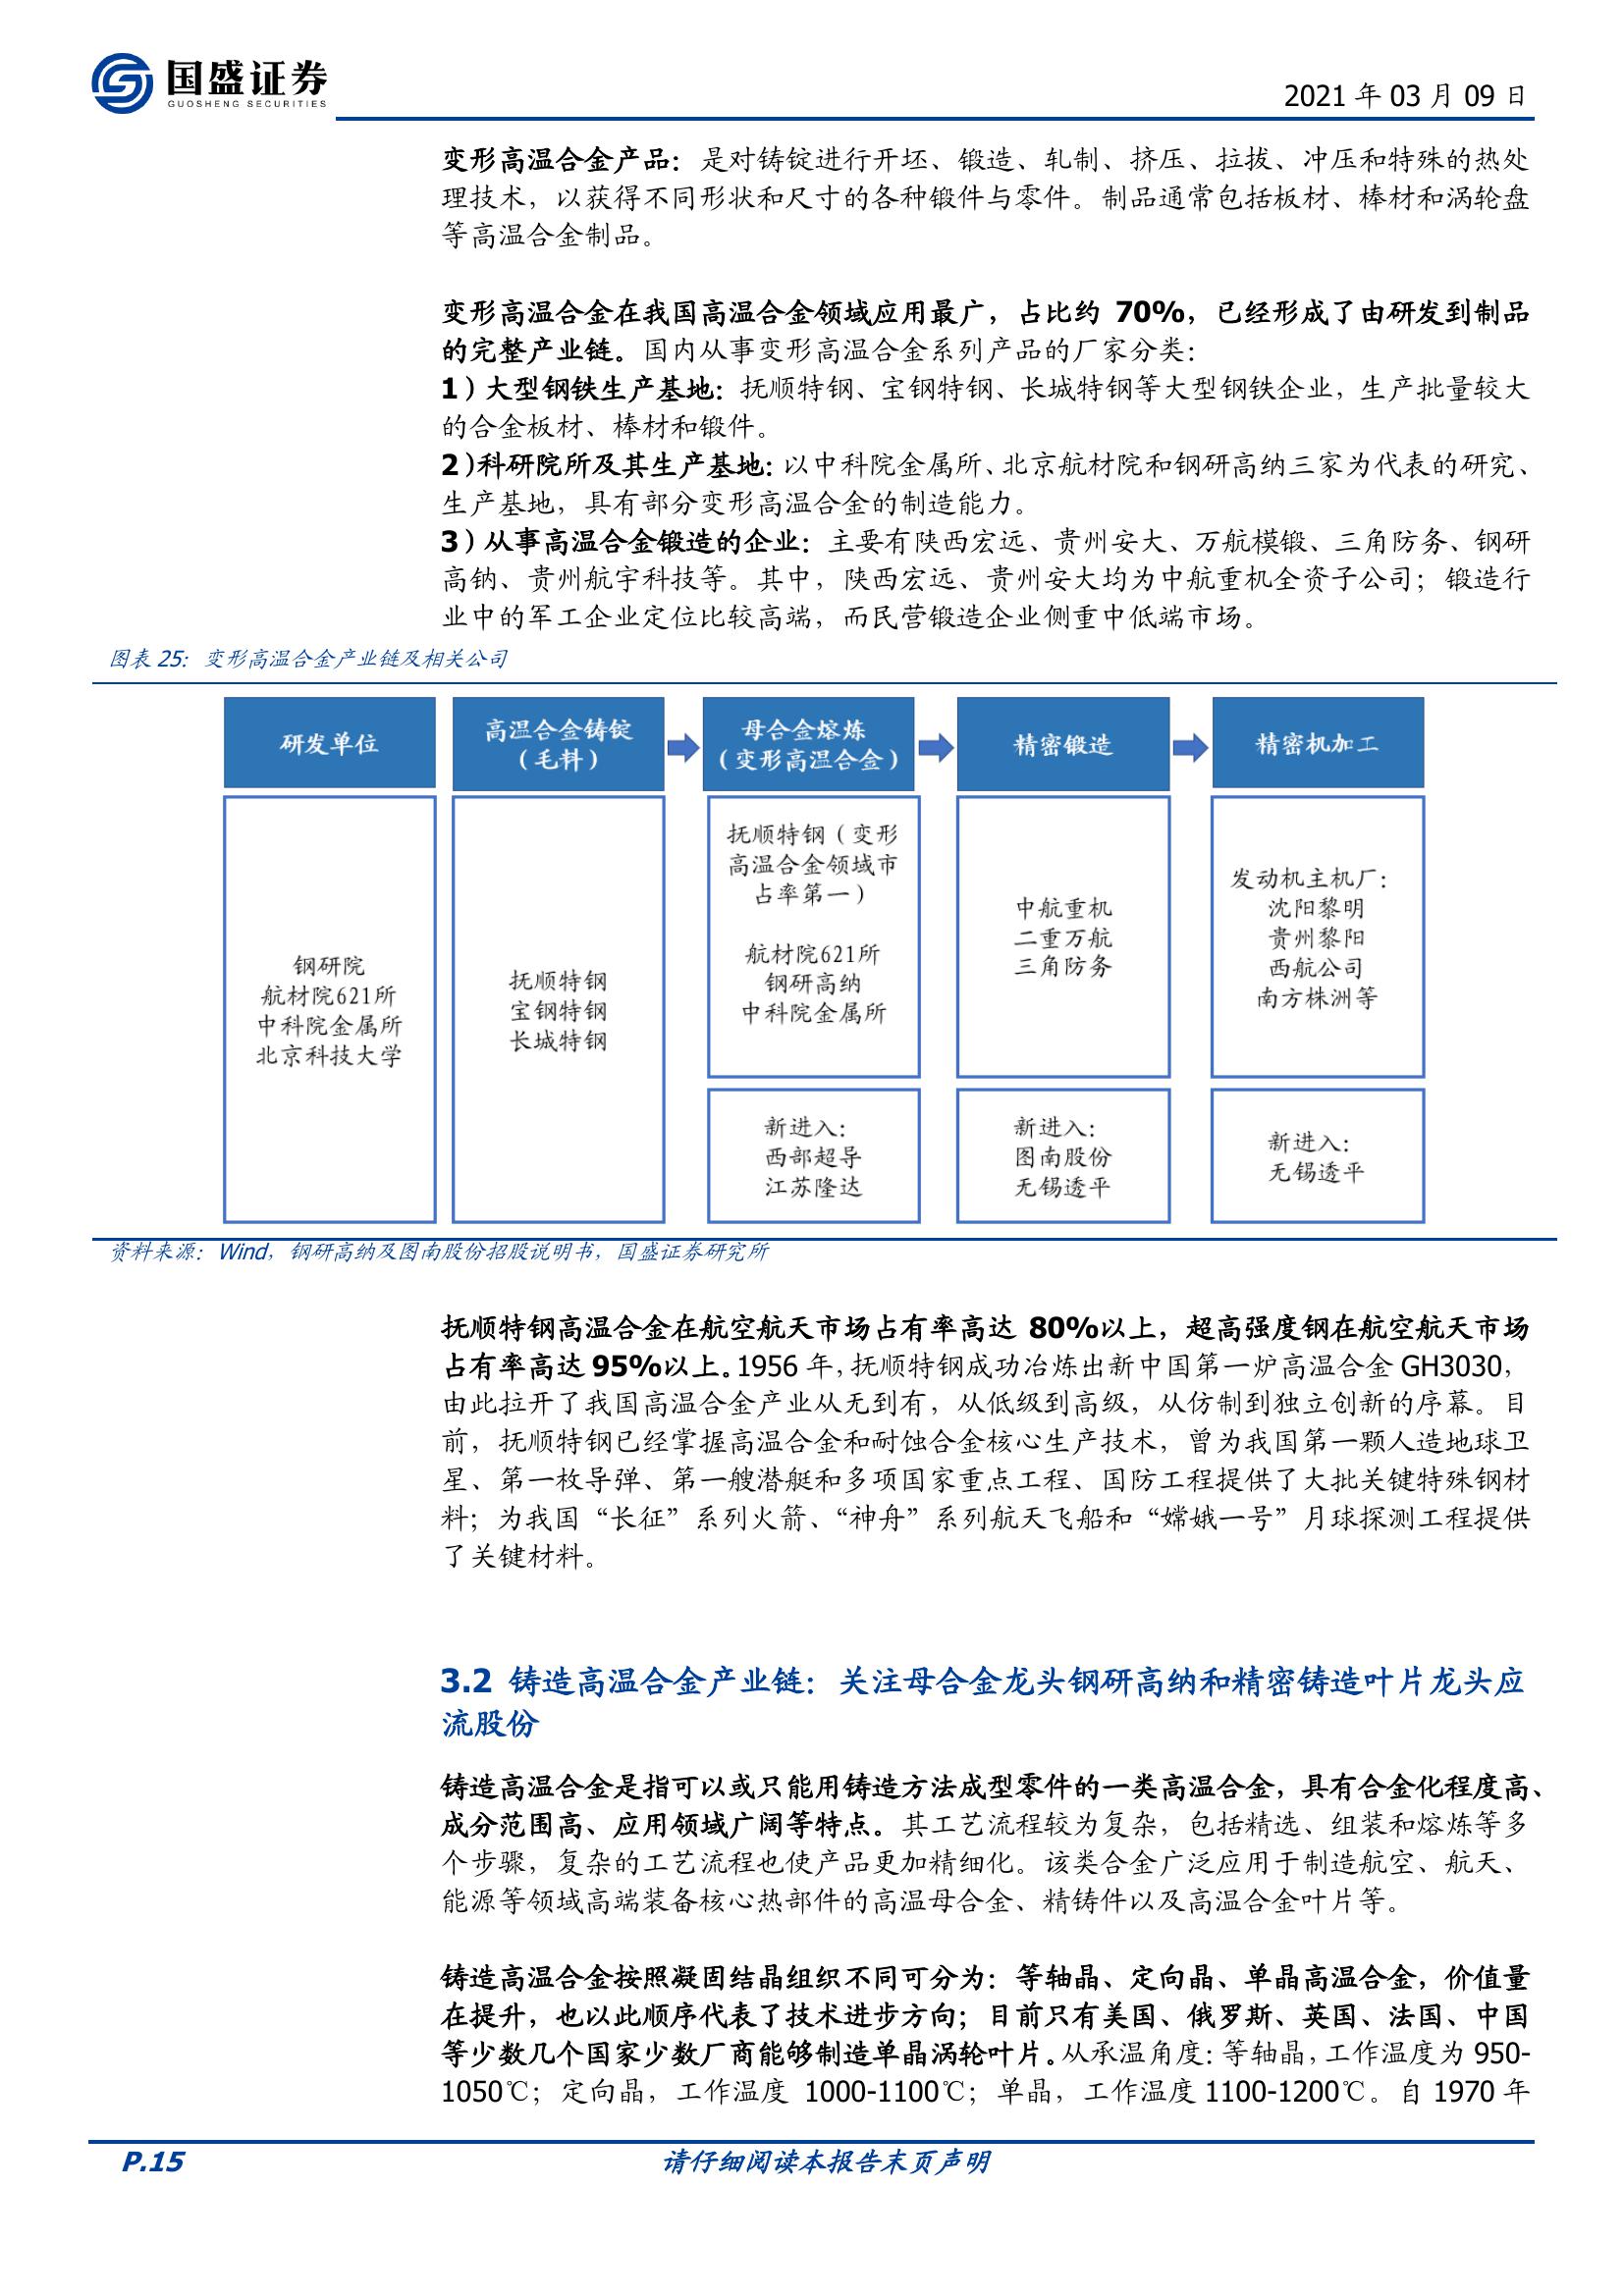 国盛证券
GUOSHENG SECURITIES
2021 年 03 月 09 日
变形高温合金产品：是对铸锭进行开坯、锻造、轧制、挤压、拉拔、冲压和特殊的热处
理技术，以获得不同形状和尺寸的各种锻件与零件。制品通常包括板材、棒材和涡轮盘
等高温合金制品。
变形高温合金在我国高温合金领域应用最广，占比约 70%，已经形成了由研发到制品
的完整产业链。国内从事变形高温合金系列产品的厂家分类：
1）大型钢铁生产基地：抚顺特钢、宝钢特钢、长城特钢等大型钢铁企业，生产批量较大
的合金板材、棒材和锻件。
2）科研院所及其生产基地：以中科院金属所、北京航材院和钢研高纳三家为代表的研究、
生产基地，具有部分变形高温合金的制造能力。
3）从事高温合金锻造的企业：主要有陕西宏远、贵州安大、万航模锻、三角防务、钢研
高钠、贵州航宇科技等。其中，陕西宏远、贵州安大均为中航重机全资子公司；锻造行
业中的军工企业定位比较高端，而民营锻造企业侧重中低端市场。
图表 25：变形高温合金产业链及相关公司
研发单位
钢研院
航材院621所
中科院金属所
北京科技大学
高温合金铸锭
（毛料）
抚顺特钢
宝钢特钢
长城特钢
母合金熔炼
（变形高温合金）
抚顺特钢（变形
高温合金领域市
占率第一）
航材院621所
钢研高纳
中科院金属所
新进入：
西部超导
江苏隆达
精密锻造
中航重机
二重万航
三角防务
新进入：
图南股份
无锡透平
精密机加工
发动机主机厂：
沈阳黎明
贵州黎阳
西航公司
南方株洲等
新进入：
无锡透平
资料来源：Wind，钢研高纳及图南股份招股说明书，国盛证券研究所
抚顺特钢高温合金在航空航天市场占有率高达 80%以上，超高强度钢在航空航天市场
占有率高达 95%以上。1956 年，抚顺特钢成功冶炼出新中国第一炉高温合金 GH3030，
由此拉开了我国高温合金产业从无到有，从低级到高级，从仿制到独立创新的序幕。目
前，抚顺特钢已经掌握高温合金和耐蚀合金核心生产技术，曾为我国第一颗人造地球卫
星、第一枚导弹、第一艘潜艇和多项国家重点工程、国防工程提供了大批关键特殊钢材
料；为我国“长征”系列火箭、“神舟”系列航天飞船和“嫦娥一号”月球探测工程提供
了关键材料。
3.2 铸造高温合金产业链：关注母合金龙头钢研高纳和精密铸造叶片龙头应
流股份
铸造高温合金是指可以或只能用铸造方法成型零件的一类高温合金，具有合金化程度高、
成分范围高、应用领域广阔等特点。其工艺流程较为复杂，包括精选、组装和熔炼等多
个步骤，复杂的工艺流程也使产品更加精细化。该类合金广泛应用于制造航空、航天、
能源等领域高端装备核心热部件的高温母合金、精铸件以及高温合金叶片等。
铸造高温合金按照凝固结晶组织不同可分为：等轴晶、定向晶、单晶高温合金，价值量
在提升，也以此顺序代表了技术进步方向；目前只有美国、俄罗斯、英国、法国、中国
等少数几个国家少数厂商能够制造单晶涡轮叶片。从承温角度：等轴晶，工作温度为 950-
1050℃；定向晶，工作温度 1000-1100℃；单晶，工作温度 1100-1200℃。自 1970 年
P.15
请仔细阅读本报告末页声明